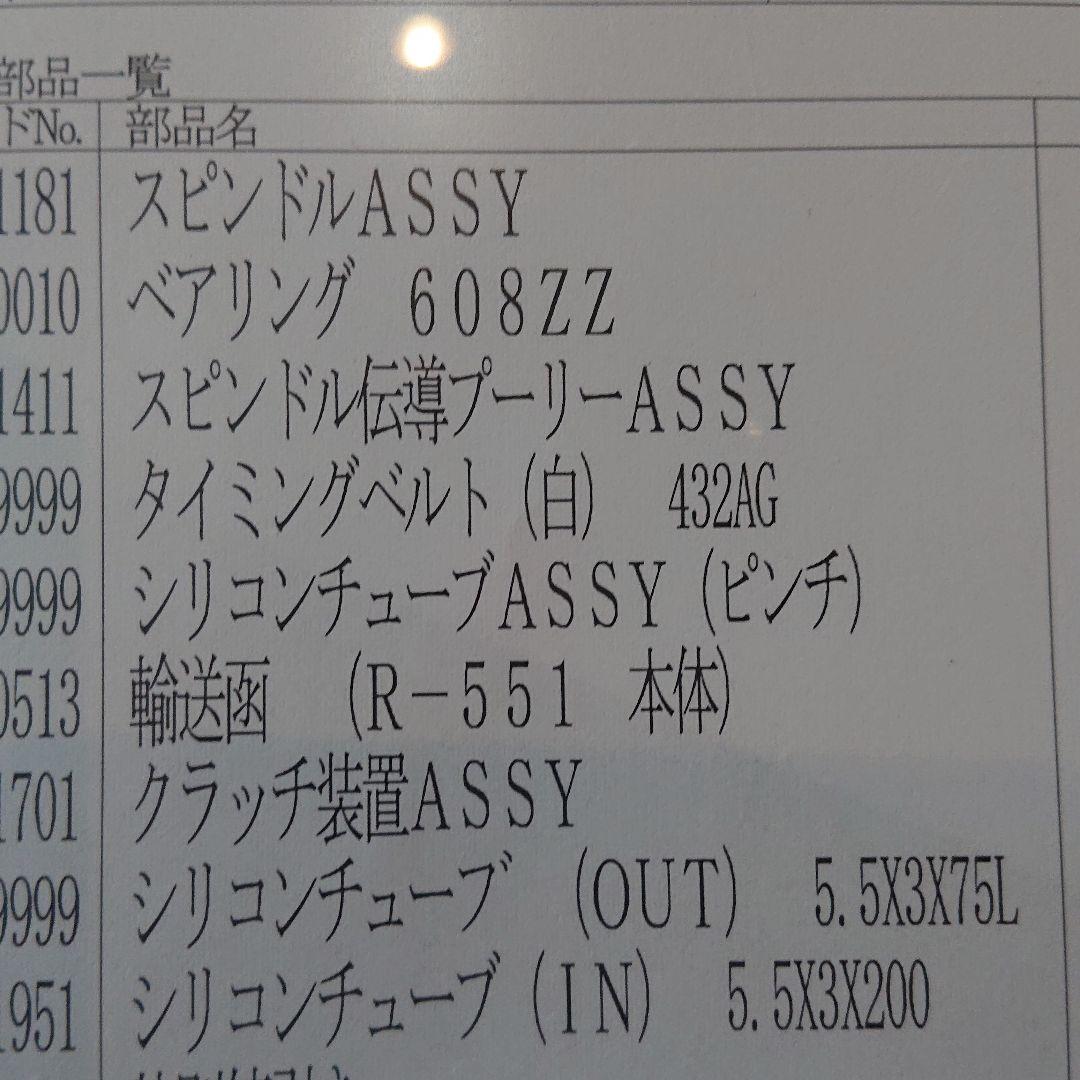 部品一覧
ドNo. 部品名
1181 スピンドルASSY
0010 ベアリング 608ZZ
1411 スピンドル伝導プーリーASSY
9999 タイミングベルト(白) 432AG
9999 シリコンチューブASSY(ピンチ)
0513 輸送函 (R-551 本体)
1701 クラッチ装置ASSY
9999 シリコンチューブ (OUT) 5.5X3X75L
1951 シリコンチューブ(IN) 5.5X3X200